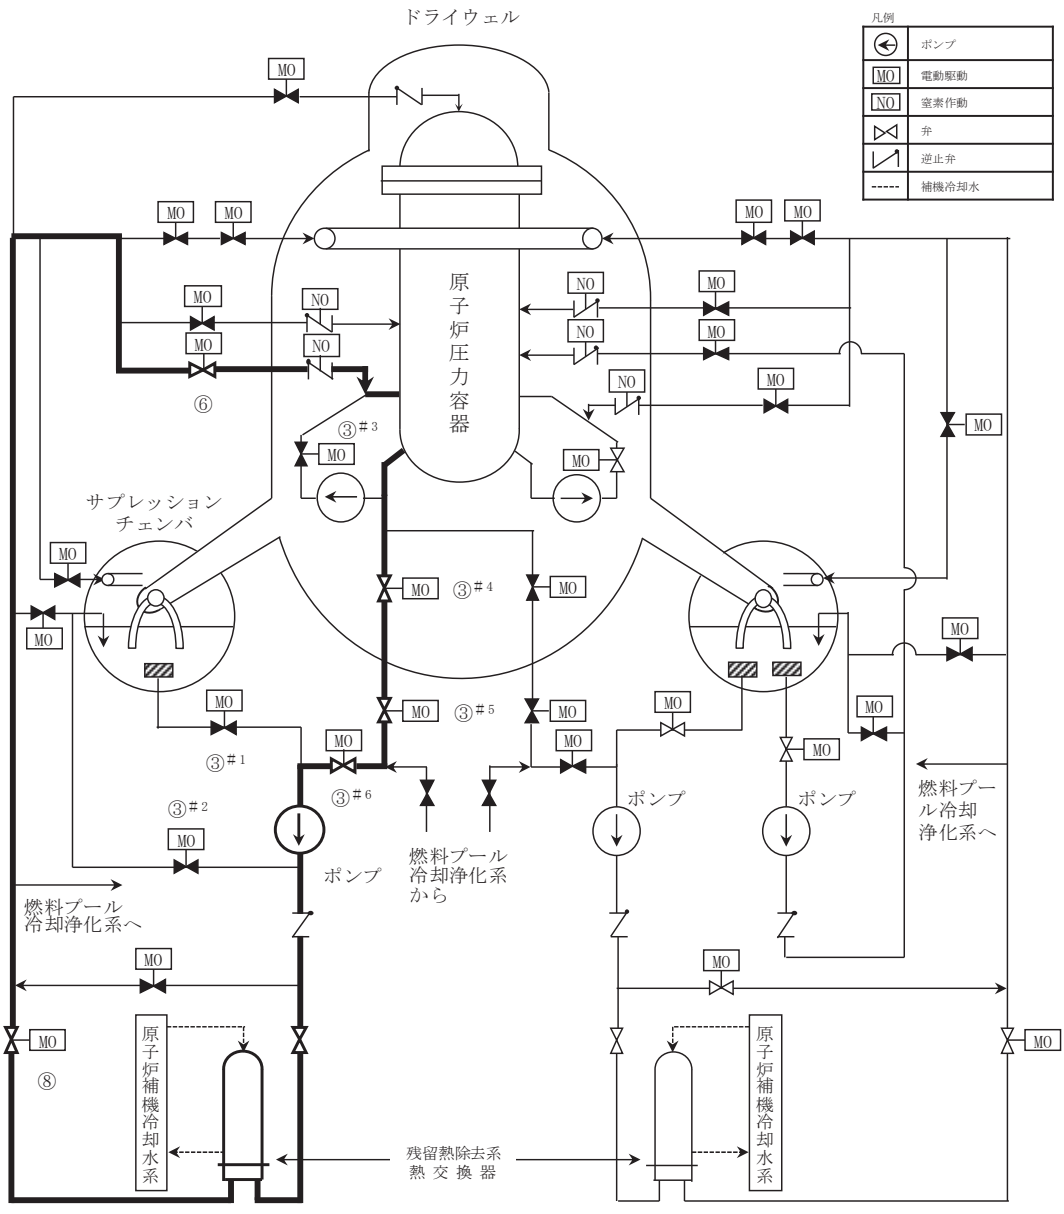 ドライウェル
凡例
ポンプ
MO 電動駆動
NO 窒素作動
弁
逆止弁
補機冷却水
MO
MO
MO
MO
MO
MO
NO
MO
NO
NO
MO
NO
MO
NO
MO
原子炉圧力容器
⑥
③#3
MO
MO
MO
サプレッション
チェンバ
MO
MO
MO
③#4
MO
MO
MO
③#5
MO
MO
MO
③#1
MO
③#6
MO
MO
MO
MO
③#2
MO
ポンプ
ポンプ
ポンプ
燃料プール
冷却浄化系
から
燃料プー
ル冷却
浄化系へ
燃料プール
冷却浄化系へ
MO
MO
MO
MO
⑧
原子炉補機冷却水系
原子炉補機冷却水系
残留熱除去系
熱交換器